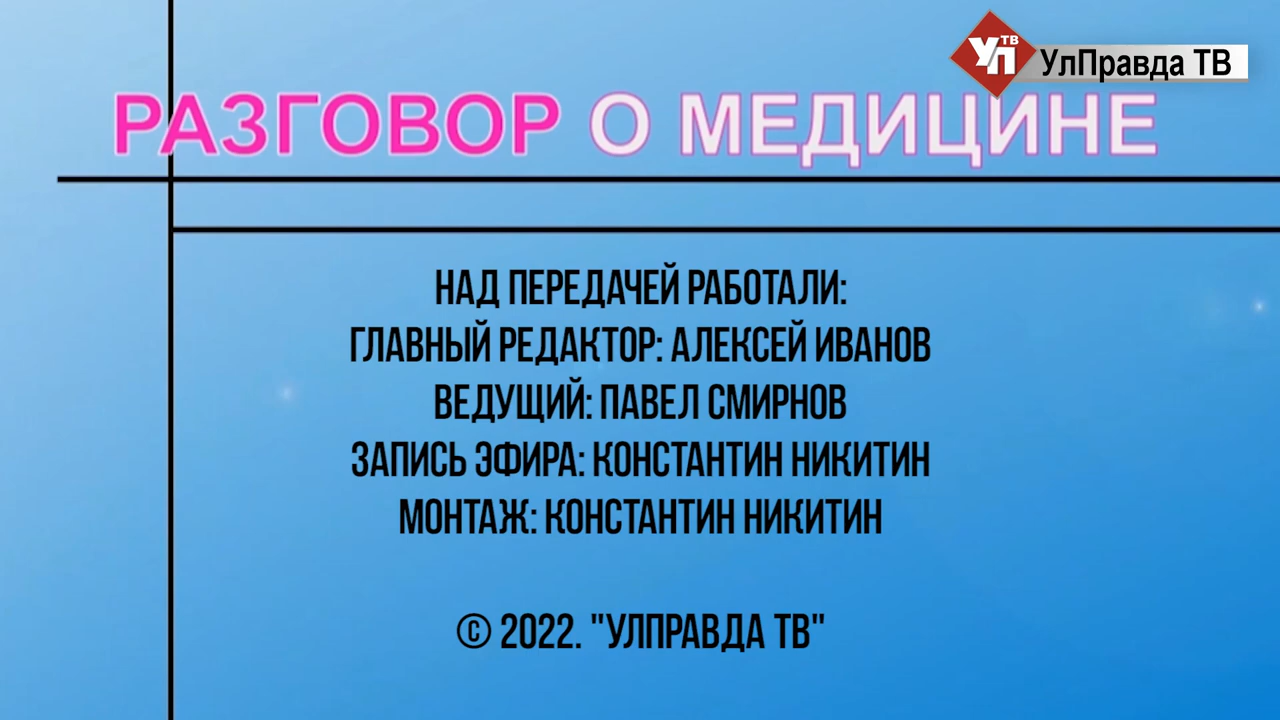 ТВ
УП
УлПравда ТВ
РАЗГОВОР О МЕДИЦИНЕ
НАД ПЕРЕДАЧЕЙ РАБОТАЛИ:
ГЛАВНЫЙ РЕДАКТОР: АЛЕКСЕЙ ИВАНОВ
ВЕДУЩИЙ: ПАВЕЛ СМИРНОВ
ЗАПИСЬ ЭФИРА: КОНСТАНТИН НИКИТИН
МОНТАЖ: КОНСТАНТИН НИКИТИН
© 2022. "УЛПРАВДА ТВ"